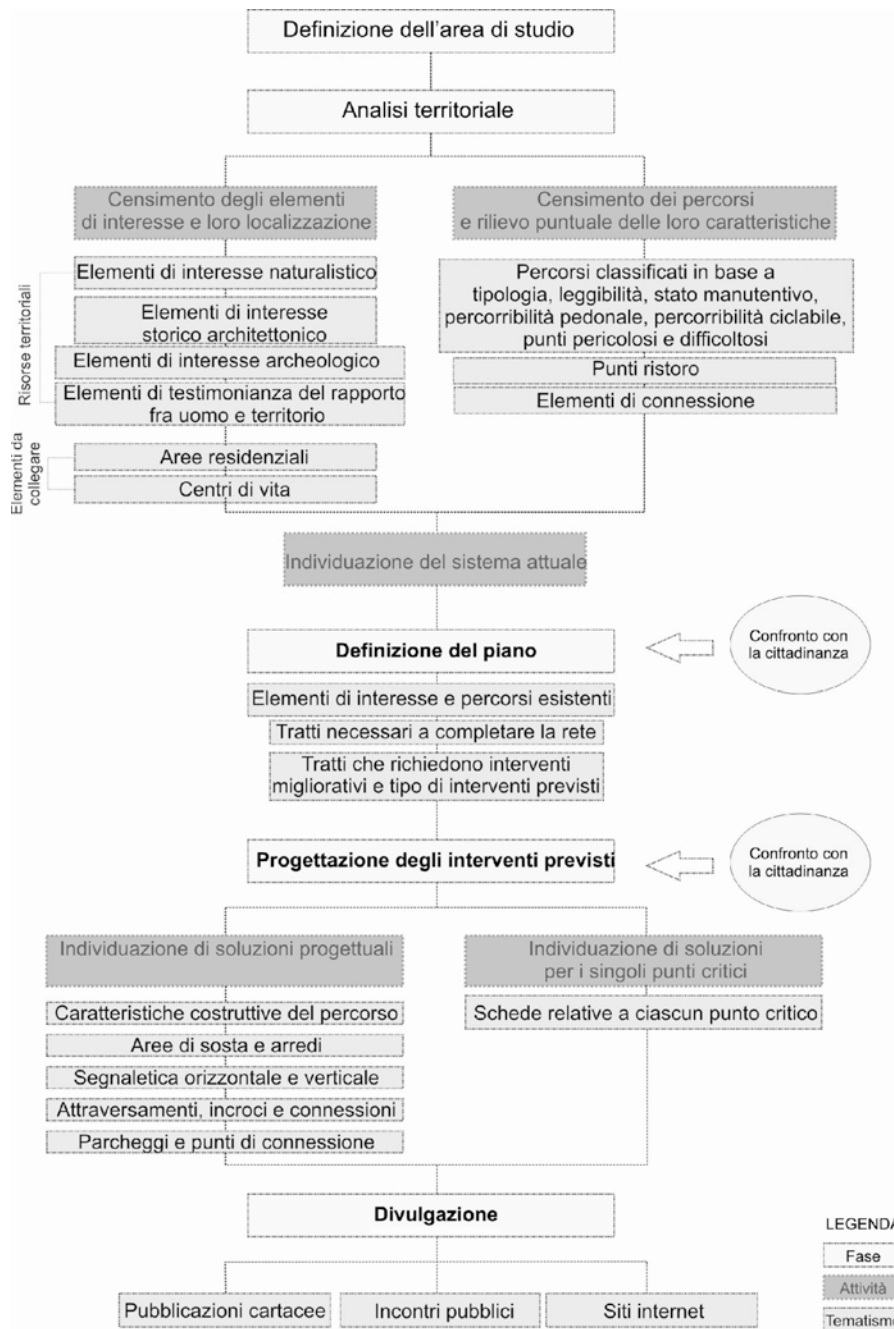 Definizione dell'area di studio
Analisi territoriale
Censimento degli elementi
di interesse e loro localizzazione
Risorse territoriali
Elementi di interesse naturalistico
Elementi di interesse
storico architettonico
Elementi di interesse archeologico
Elementi di testimonianza del rapporto
fra uomo e territorio
Elementi da
collegare
Aree residenziali
Centri di vita
Censimento dei percorsi
e rilievo puntuale delle loro caratteristiche
Percorsi classificati in base a
tipologia, leggibilità, stato manutentivo,
percorribilità pedonale, percorribilità ciclabile,
punti pericolosi e difficoltosi
Punti ristoro
Elementi di connessione
Individuazione del sistema attuale
Definizione del piano
Confronto con
la cittadinanza
Elementi di interesse e percorsi esistenti
Tratti necessari a completare la rete
Tratti che richiedono interventi
migliorativi e tipo di interventi previsti
Progettazione degli interventi previsti
Confronto con
la cittadinanza
Individuazione di soluzioni progettuali
Caratteristiche costruttive del percorso
Aree di sosta e arredi
Segnaletica orizzontale e verticale
Attraversamenti, incroci e connessioni
Parcheggi e punti di connessione
Individuazione di soluzioni
per i singoli punti critici
Schede relative a ciascun punto critico
Divulgazione
Pubblicazioni cartacee
Incontri pubblici
Siti internet
LEGENDA
Fase
Attività
Tematism